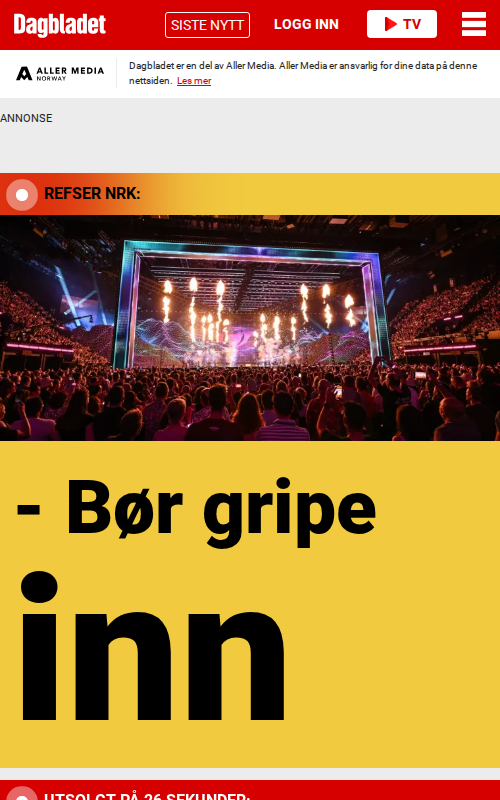 Dagbladet
SISTE NYTT
LOGG INN
TV
ALLER MEDIA
NORWAY
Dagbladet er en del av Aller Media. Aller Media er ansvarlig for dine data på denne
nettsiden. Les mer
ANNONSE
REFSER NRK:
- Bør gripe
inn
UTSOLGT PÅ 26 SEKUNDER: